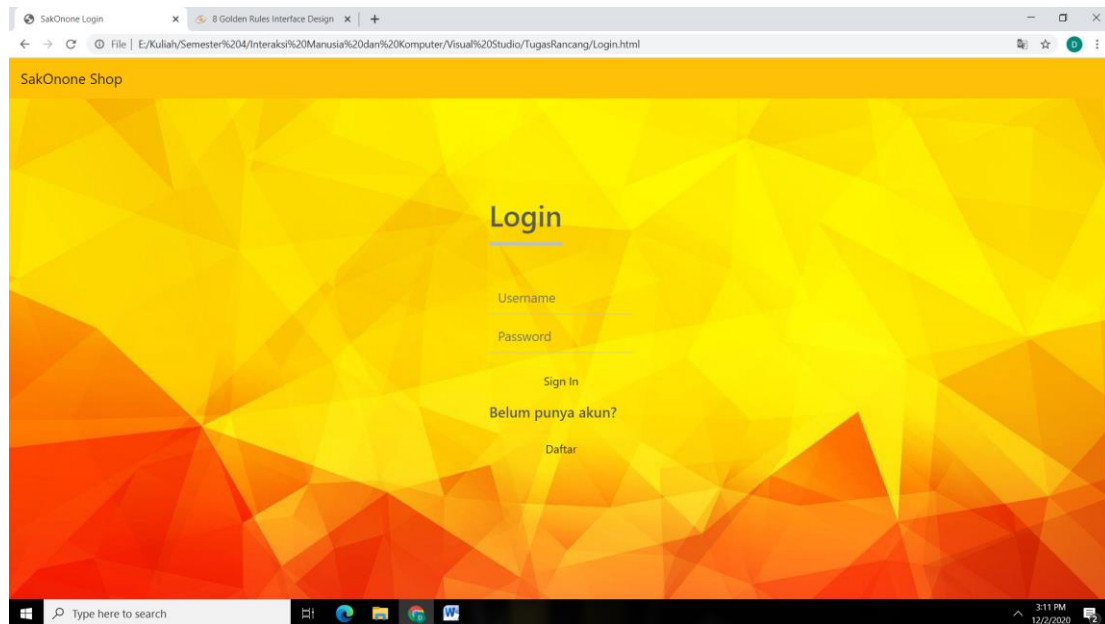 SakOnone Login
8 Golden Rules Interface Design
File
E:/Kuliah/Semester%204/Interaksi%20Manusia%20dan%20Komputer/Visual%20Studio/TugasRancang/Login.html
D
SakOnone Shop
Login
Username
Password
Sign In
Belum punya akun?
Daftar
Type here to search
W
3:11 PM
12/2/2020
2